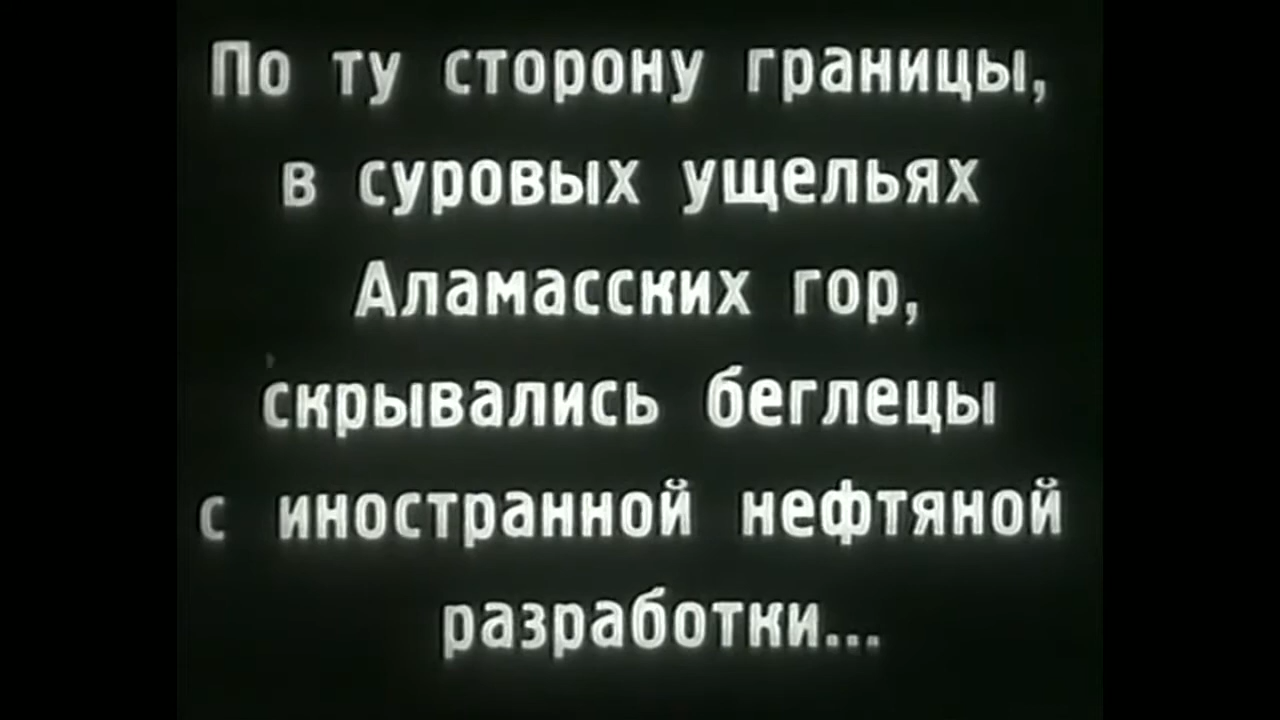 По ту сторону границы,
в суровых ущельях
Аламасских гор,
скрывались беглецы
с иностранной нефтяной
разработки...